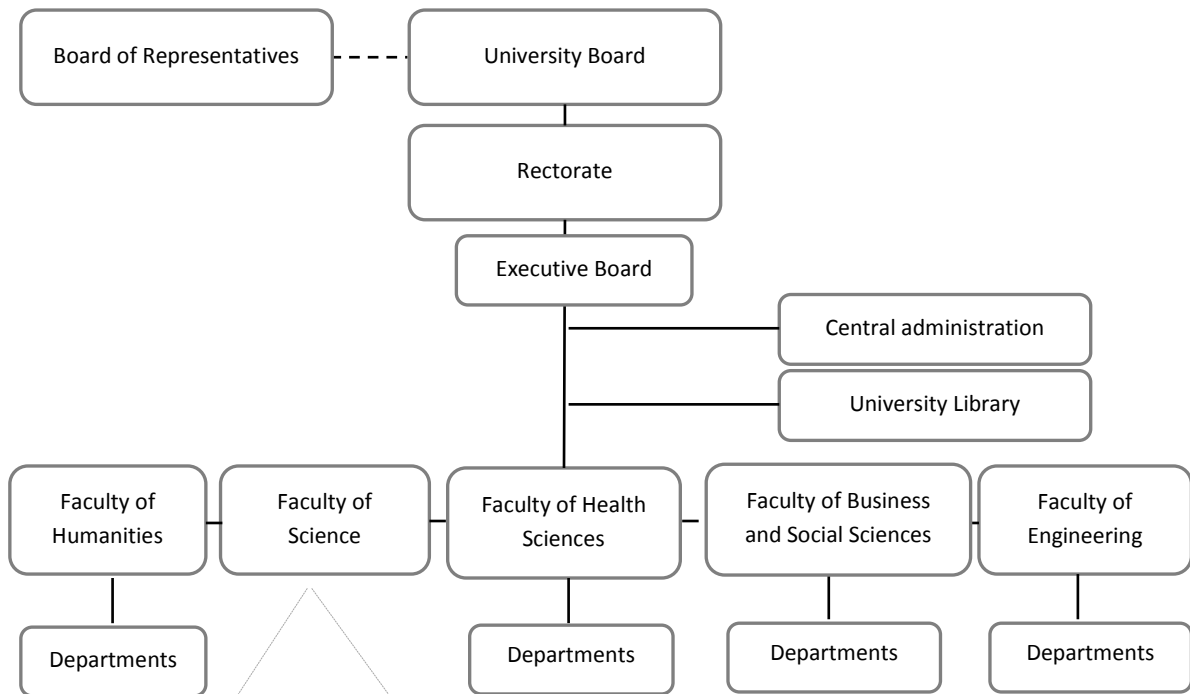 Board of Representatives
University Board
Rectorate
Executive Board
Central administration
University Library
Faculty of
Humanities
Faculty of
Science
Faculty of Health
Sciences
Faculty of Business
and Social Sciences
Faculty of
Engineering
Departments
Departments
Departments
Departments